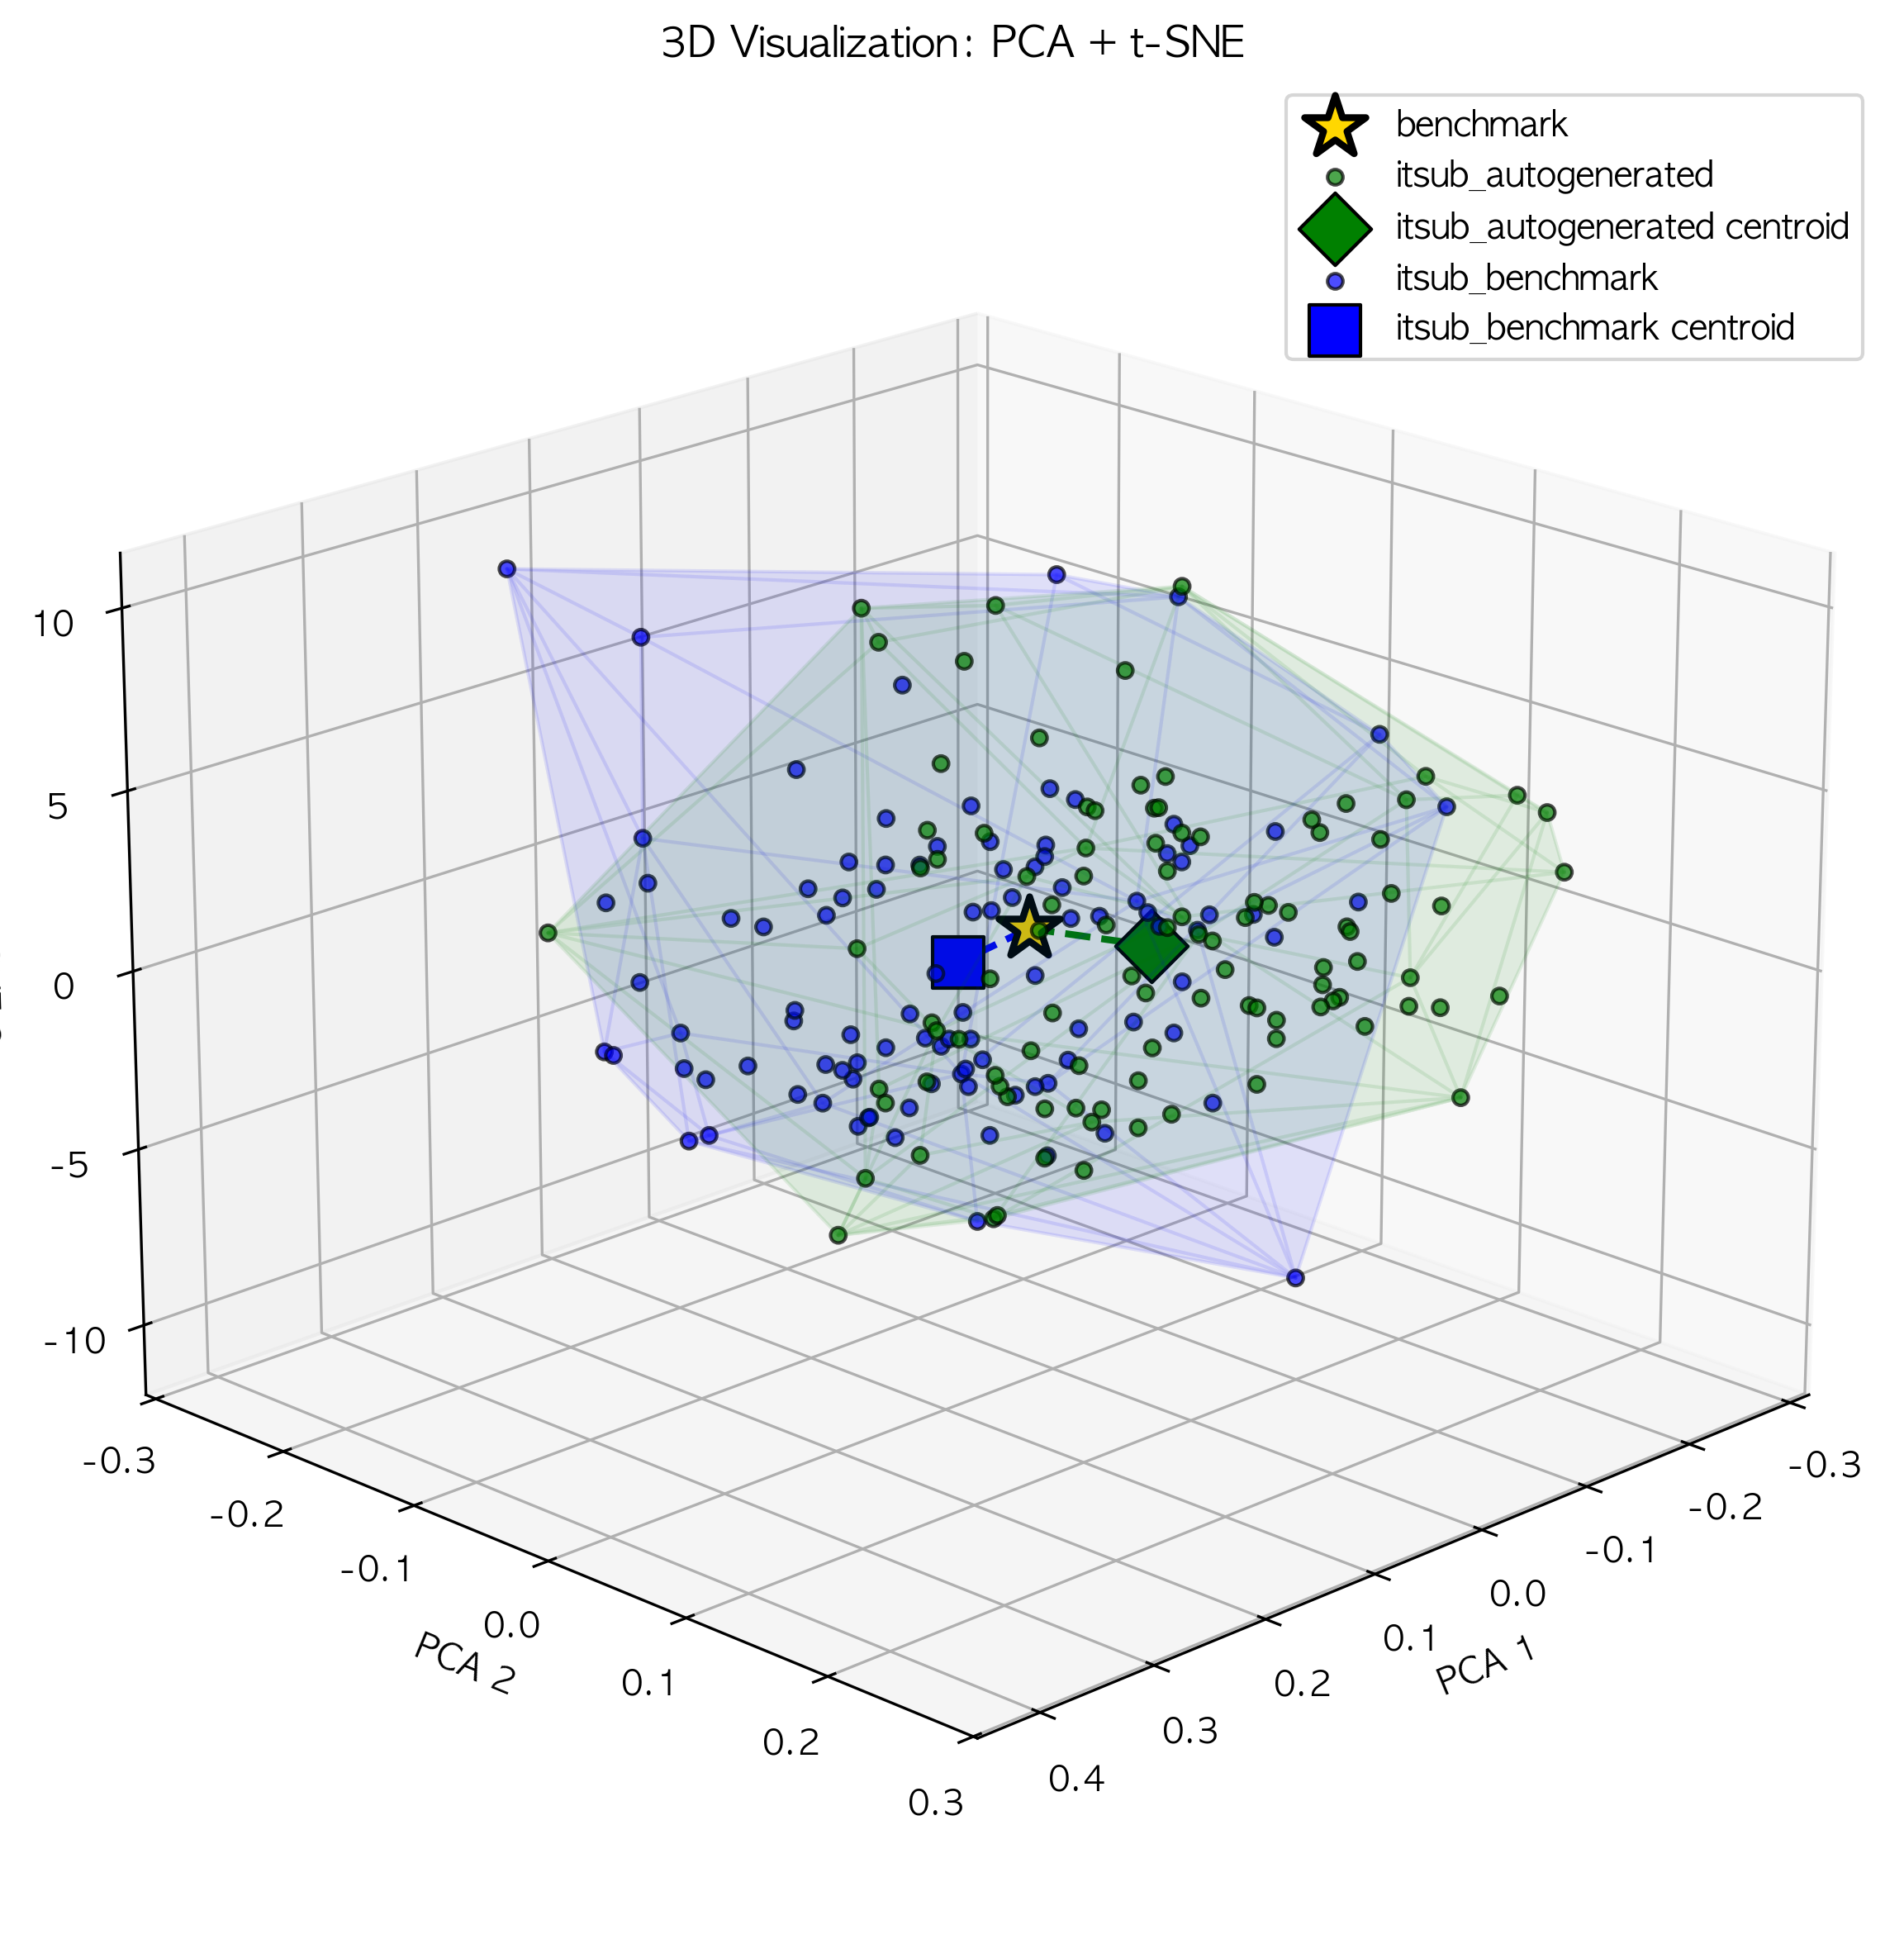 3D Visualization: PCA + t-SNE
benchmark
itsub_autogenerated
itsub_autogenerated centroid
itsub_benchmark
itsub_benchmark centroid
10
5
0
-5
-10
-0.3
-0.2
-0.1
0.0
0.1
0.2
0.3
PCA 2
0.4
0.3
0.2
0.1
0.0
-0.1
-0.2
-0.3
PCA 1